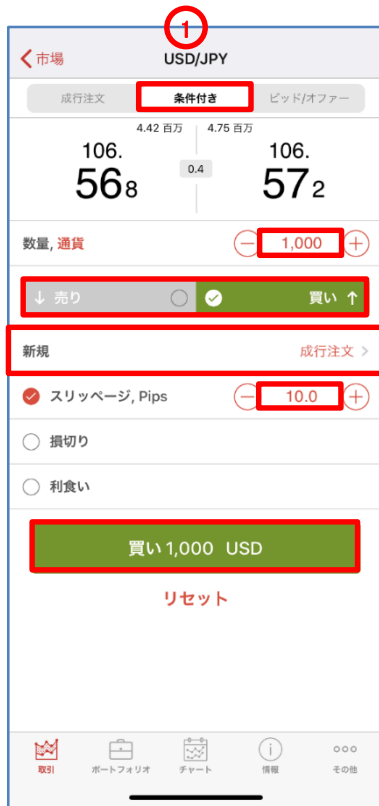 1
市場 USD/JPY
成行注文 条件付き ビッド/オファー
4.42 百万 4.75 百万
106. 106.
568 0.4 572
数量, 通貨 − 1,000 +
↓ 売り 買い ↑
新規 成行注文 >
スリッページ, Pips − 10.0 +
損切り
利食い
買い 1,000 USD
リセット
取引 ポートフォリオ チャート 情報 その他